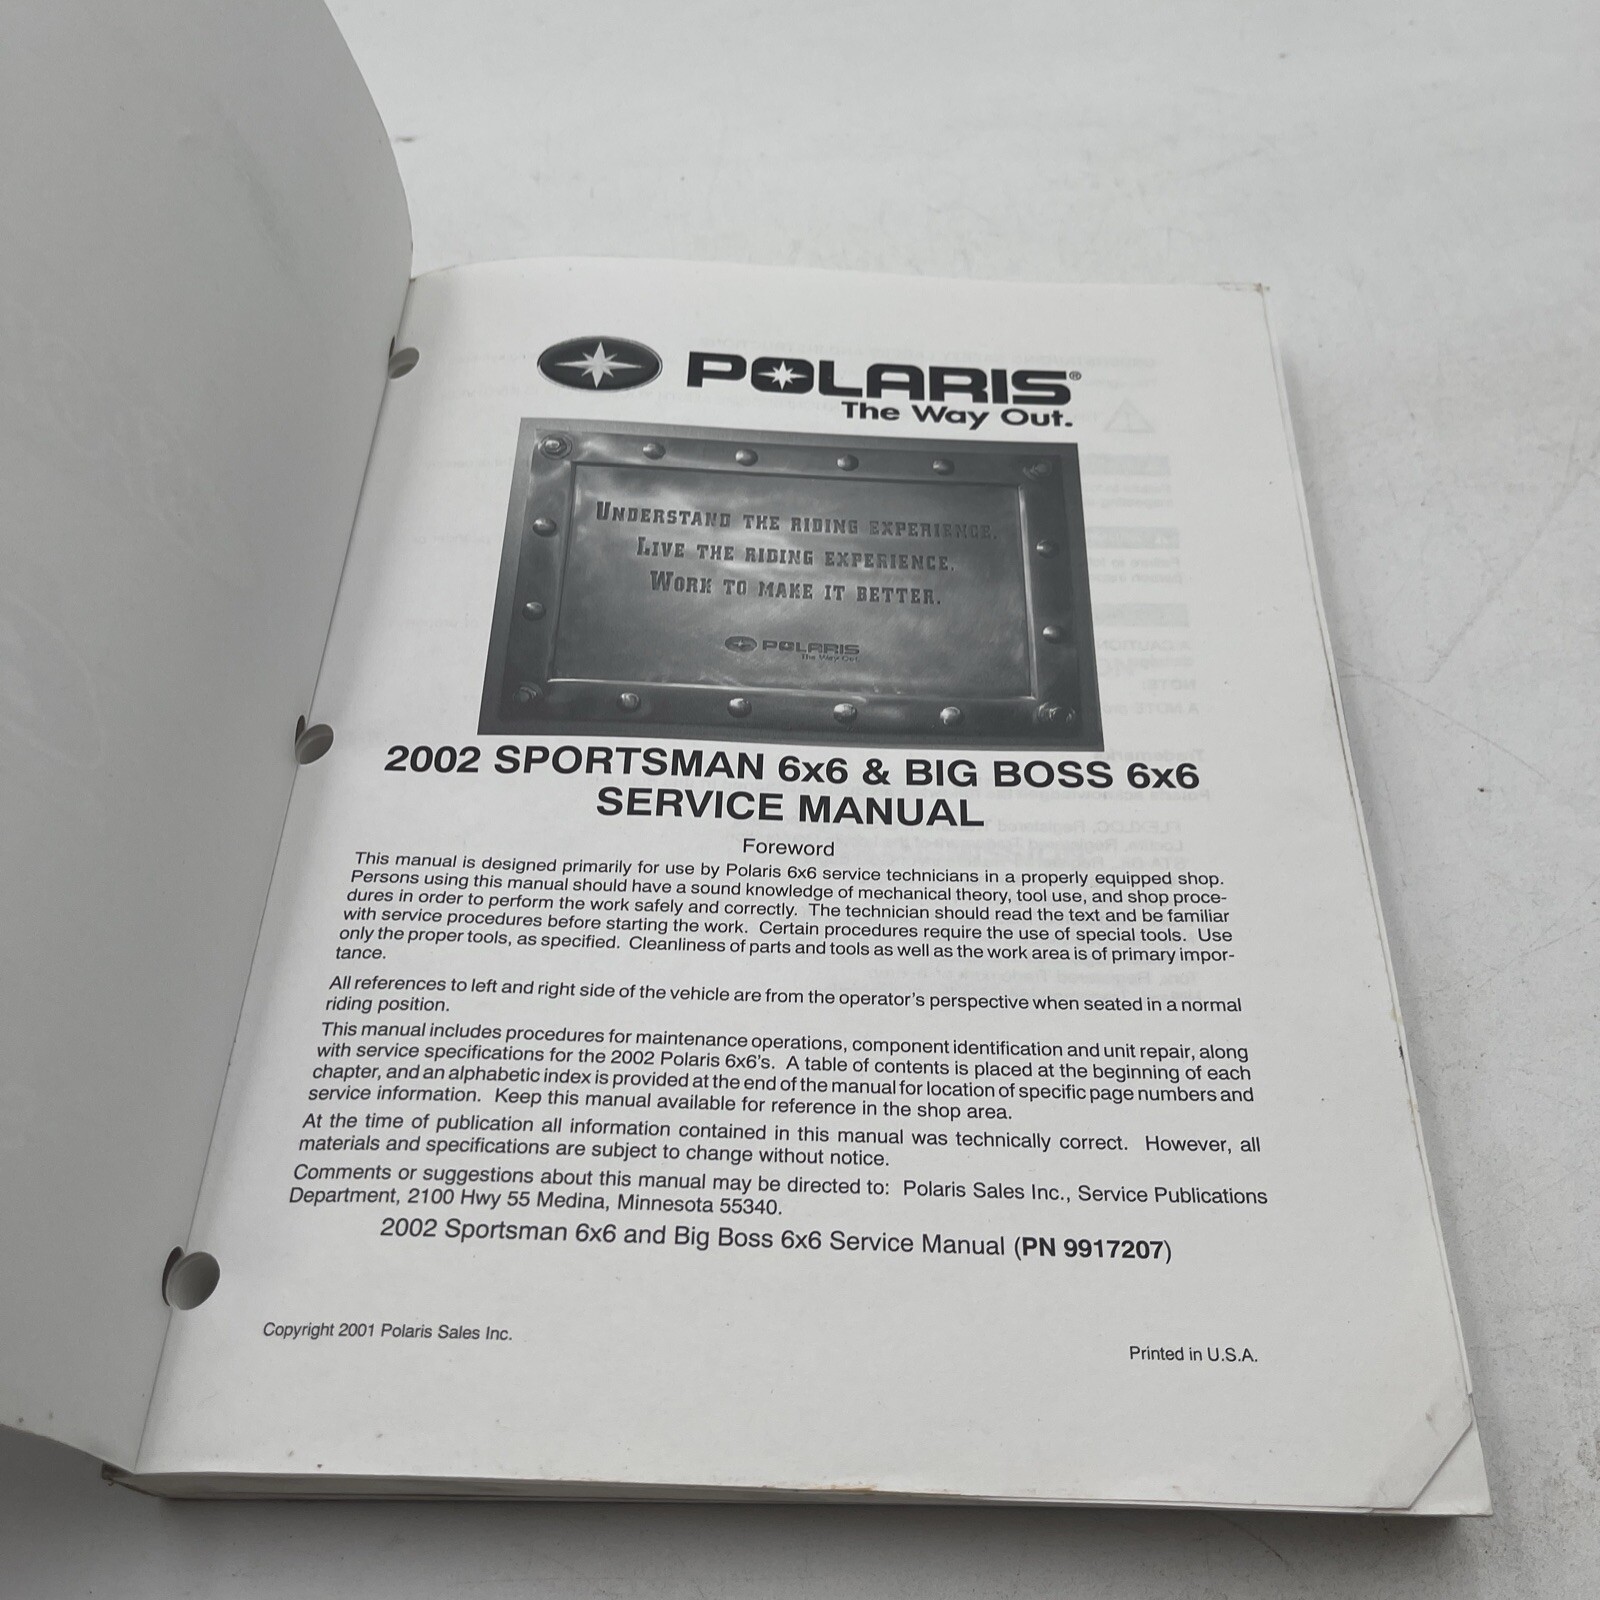 POLARIS®
The Way Out.
UNDERSTAND THE RIDING EXPERIENCE.
LIVE THE RIDING EXPERIENCE.
WORK TO MAKE IT BETTER.
POLARIS
The Way Out.
2002 SPORTSMAN 6x6 & BIG BOSS 6x6
SERVICE MANUAL
Foreword
This manual is designed primarily for use by Polaris 6x6 service technicians in a properly equipped shop.
Persons using this manual should have a sound knowledge of mechanical theory, tool use, and shop proce-
dures in order to perform the work safely and correctly. The technician should read the text and be familiar
with service procedures before starting the work. Certain procedures require the use of special tools. Use
only the proper tools, as specified. Cleanliness of parts and tools as well as the work area is of primary impor-
tance.
All references to left and right side of the vehicle are from the operator's perspective when seated in a normal
riding position.
This manual includes procedures for maintenance operations, component identification and unit repair, along
with service specifications for the 2002 Polaris 6x6's. A table of contents is placed at the beginning of each
chapter, and an alphabetic index is provided at the end of the manual for location of specific page numbers and
service information. Keep this manual available for reference in the shop area.
At the time of publication all information contained in this manual was technically correct. However, all
materials and specifications are subject to change without notice.
Comments or suggestions about this manual may be directed to: Polaris Sales Inc., Service Publications
Department, 2100 Hwy 55 Medina, Minnesota 55340.
2002 Sportsman 6x6 and Big Boss 6x6 Service Manual (PN 9917207)
Copyright 2001 Polaris Sales Inc.
Printed in U.S.A.